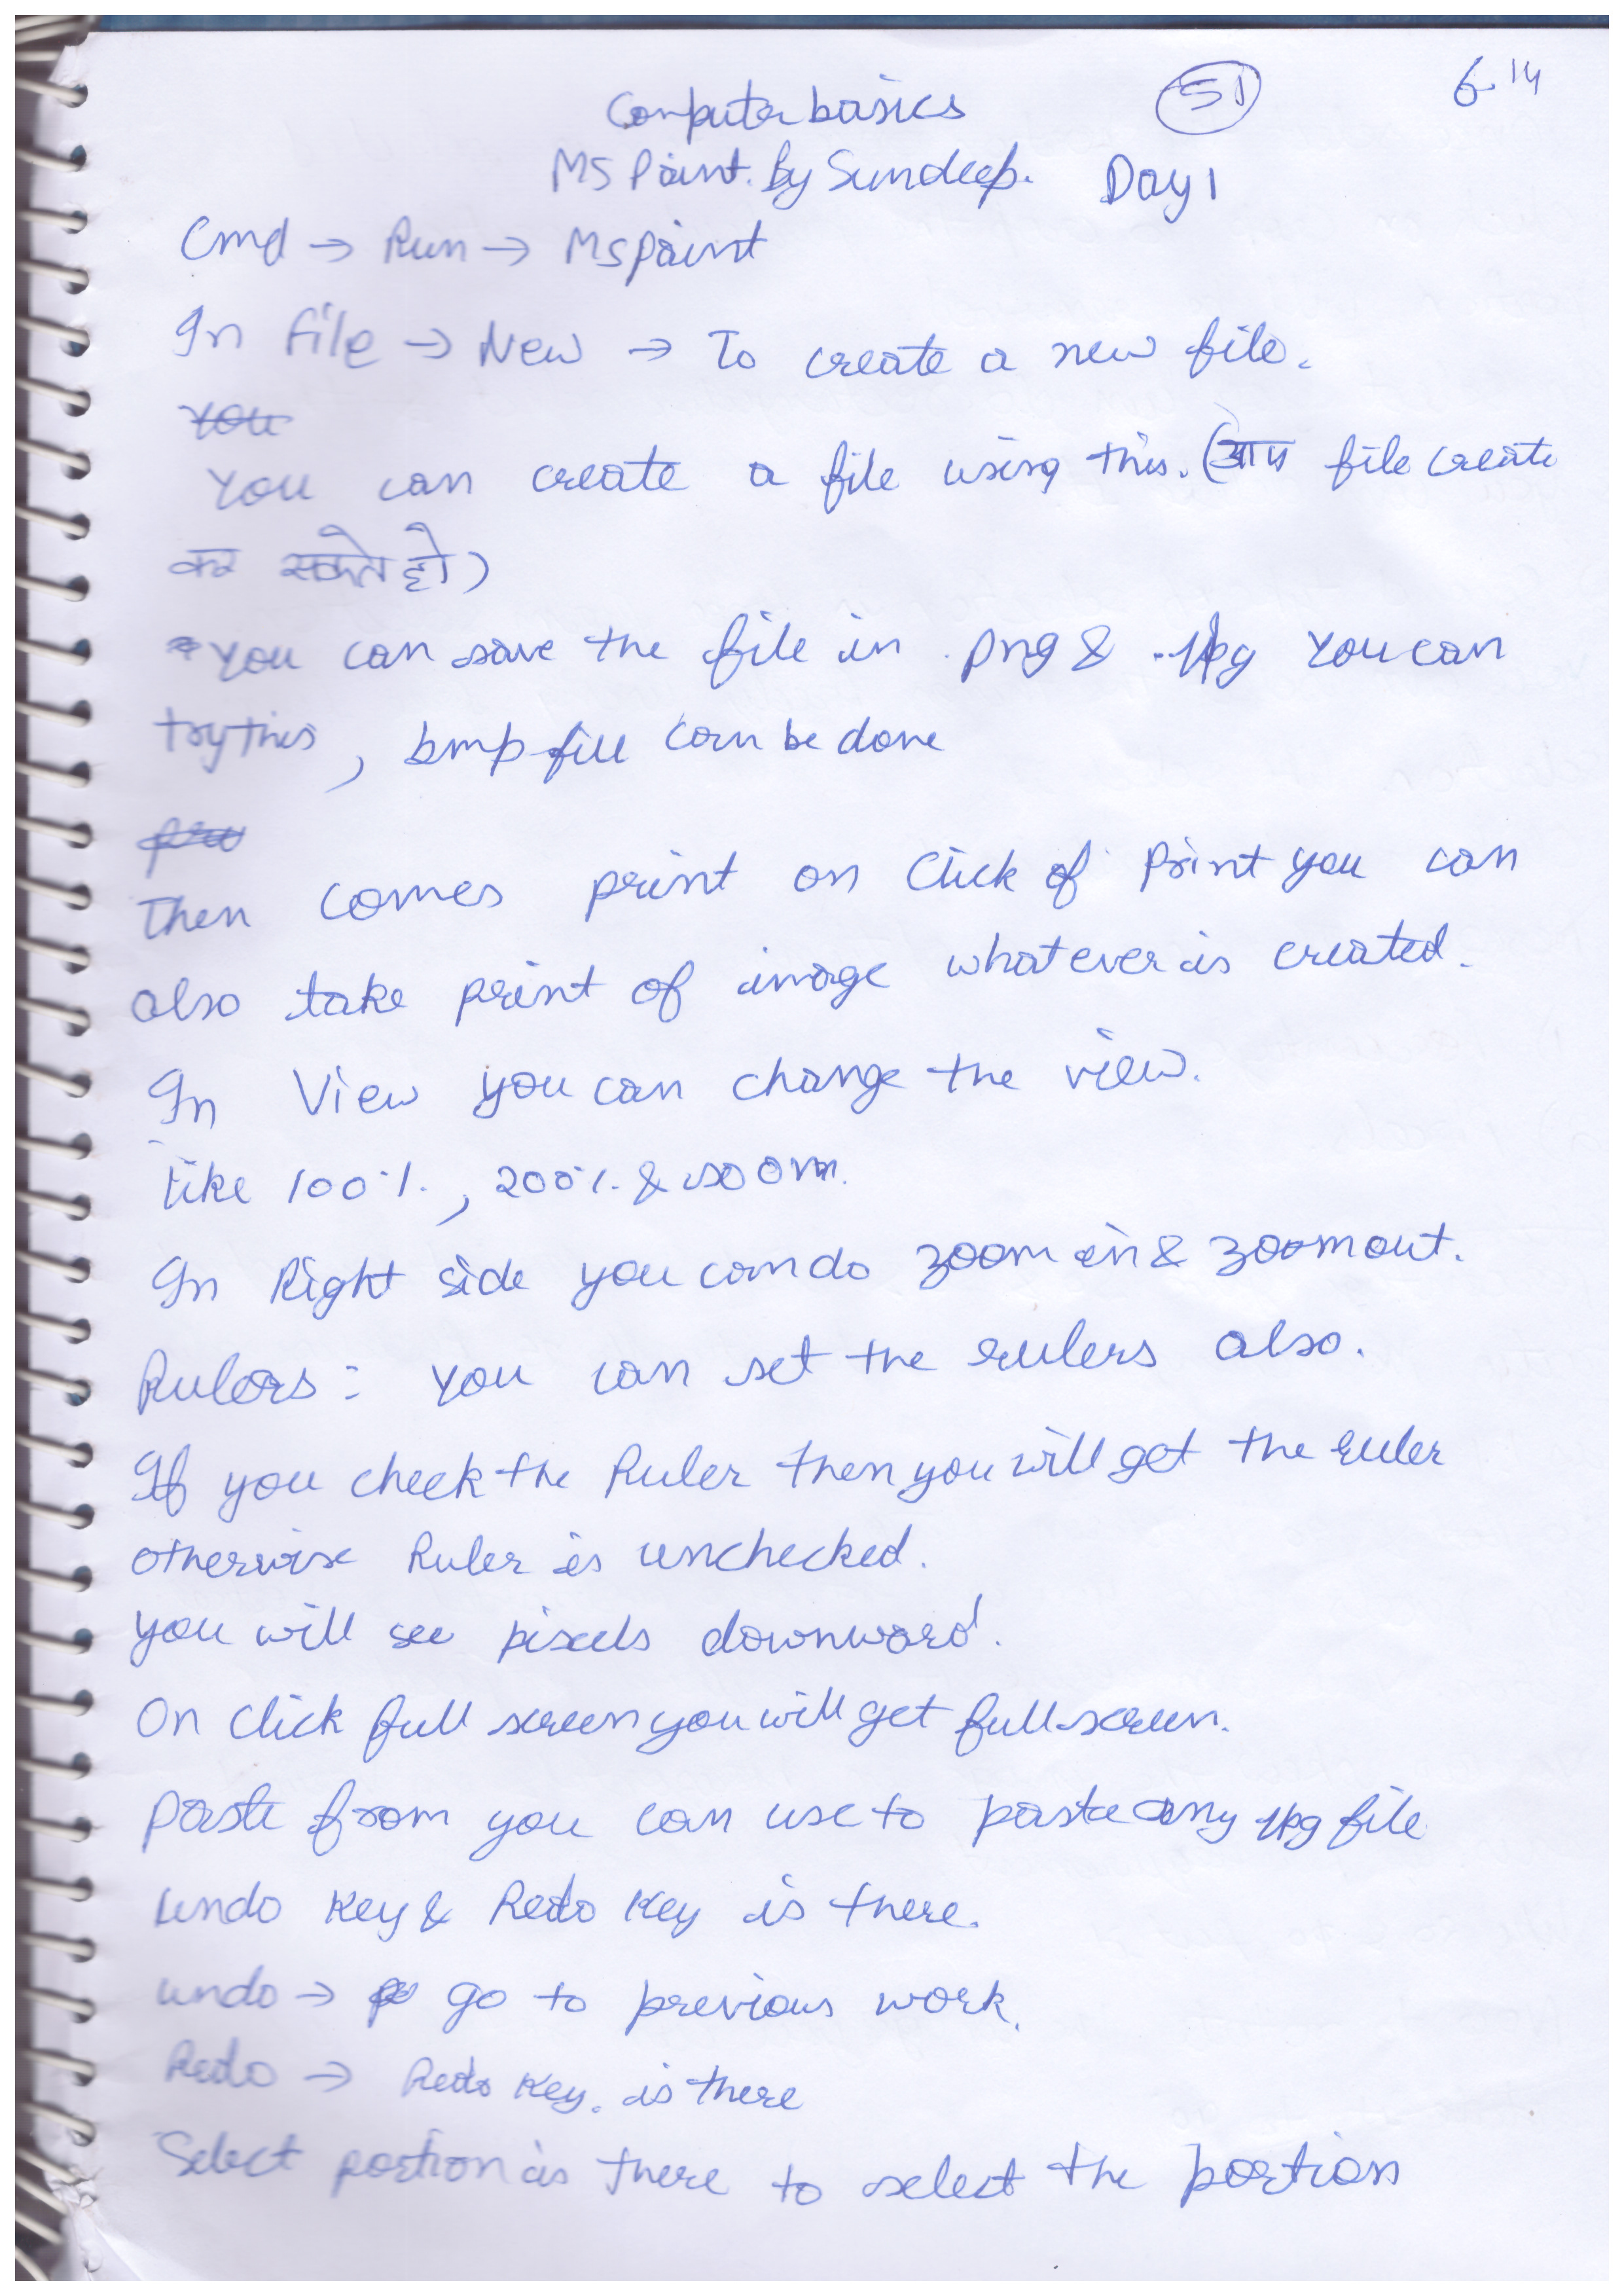 Computer basics 51 6-14
MS Paint. By Sundeep. Day 1
Cmd → Run → MSpaint
In File → New → To create a new file.
You
You can create a file using this. (आप file create
कर सकते हो)
You can save the file in .png & .jpg You can
try this, bmp fill can be done
Then comes print on Click of Print you can
also take print of image whatever is created.
In View you can change the view.
like 100%, 200% & zoom.
In Right side you can do zoom in & zoom out.
Rulers: You can set the rulers also.
If you check the Ruler then you will get the ruler
otherwise Ruler is unchecked.
you will see pixels downward.
On click full screen you will get full screen.
Paste from you can use to paste any jpg file
Undo Key & Redo Key is there.
undo → go to previous work.
Redo → Redo Key. is there
Select portion is there to select the portion